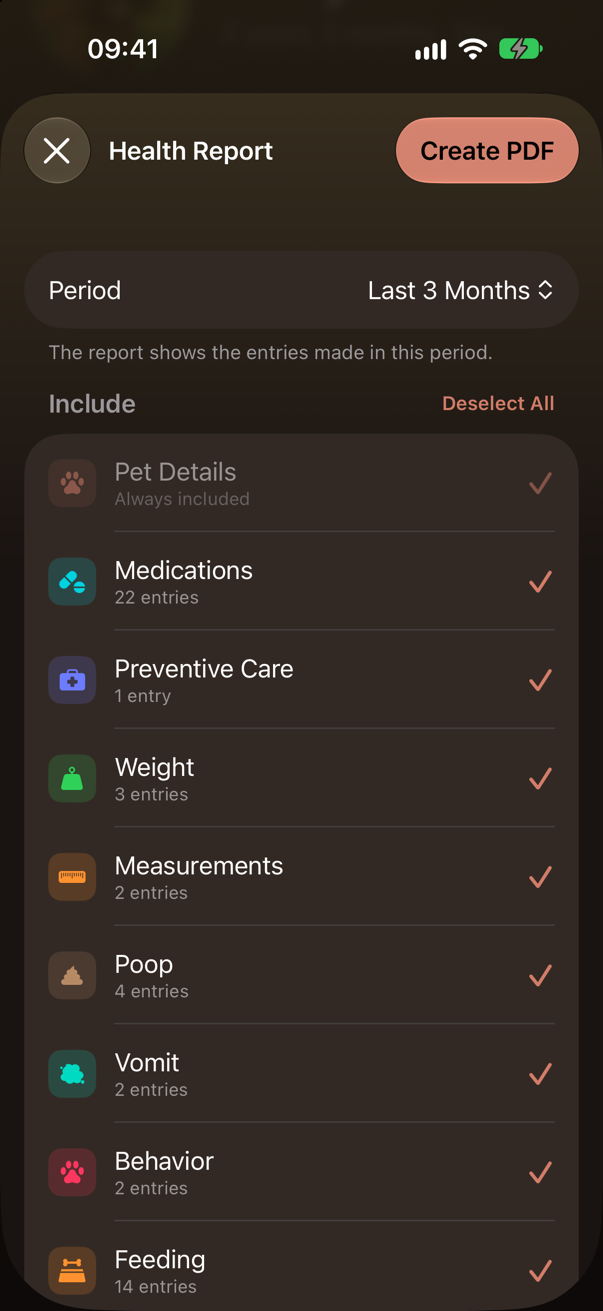 09:41
Health Report
Create PDF
Period
Last 3 Months
The report shows the entries made in this period.
Include
Deselect All
Pet Details
Always included
Medications
22 entries
Preventive Care
1 entry
Weight
3 entries
Measurements
2 entries
Poop
4 entries
Vomit
2 entries
Behavior
2 entries
Feeding
14 entries